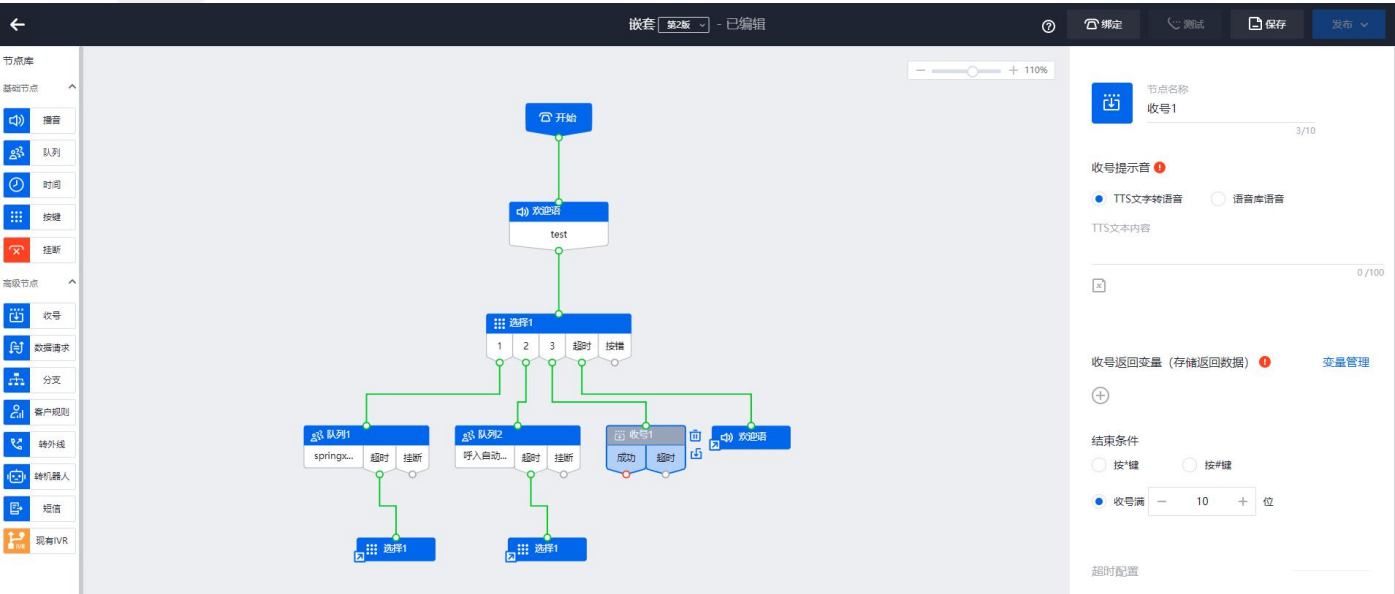 嵌套 第2版 - 已编辑
绑定 测试 保存 发布
节点库
基础节点
播音
队列
时间
按键
挂断
高级节点
收号
数据请求
分支
客户规则
转外线
转机器人
短信
IVR 现有IVR
110%
开始
欢迎语
test
选择1
1 2 3 超时 按错
队列1
springx... 超时 挂断
队列2
呼入自动... 超时 挂断
收号1
成功 超时
欢迎语
选择1
选择1
节点名称
收号1
3/10
收号提示音
TTS文字转语音 语音库语音
TTS文本内容
0 /100
收号返回变量（存储返回数据） 变量管理
结束条件
按*键 按#键
收号满 － 10 ＋ 位
超时配置